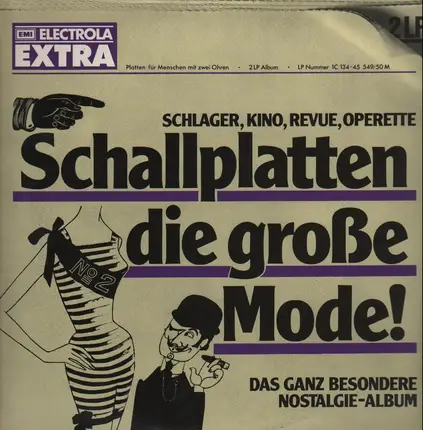 EMI ELECTROLA
EXTRA
Platten für Menschen mit zwei Ohren · 2 LP Album · LP Nummer 1C 134-45 549/50 M
2LP
SCHLAGER, KINO, REVUE, OPERETTE
Schallplatten
die große
Mode!
No 2
DAS GANZ BESONDERE
NOSTALGIE-ALBUM